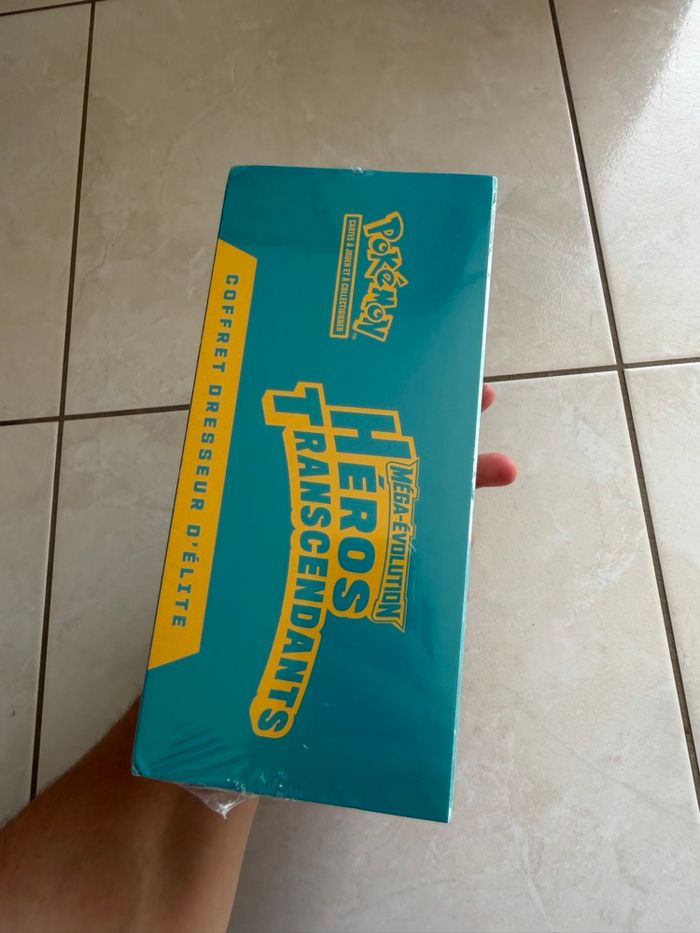 POKÉMON
CARTES À JOUER ET À COLLECTIONNER
MÉGA-ÉVOLUTION
HÉROS
TRANSCENDANTS
COFFRET DRESSEUR D'ÉLITE